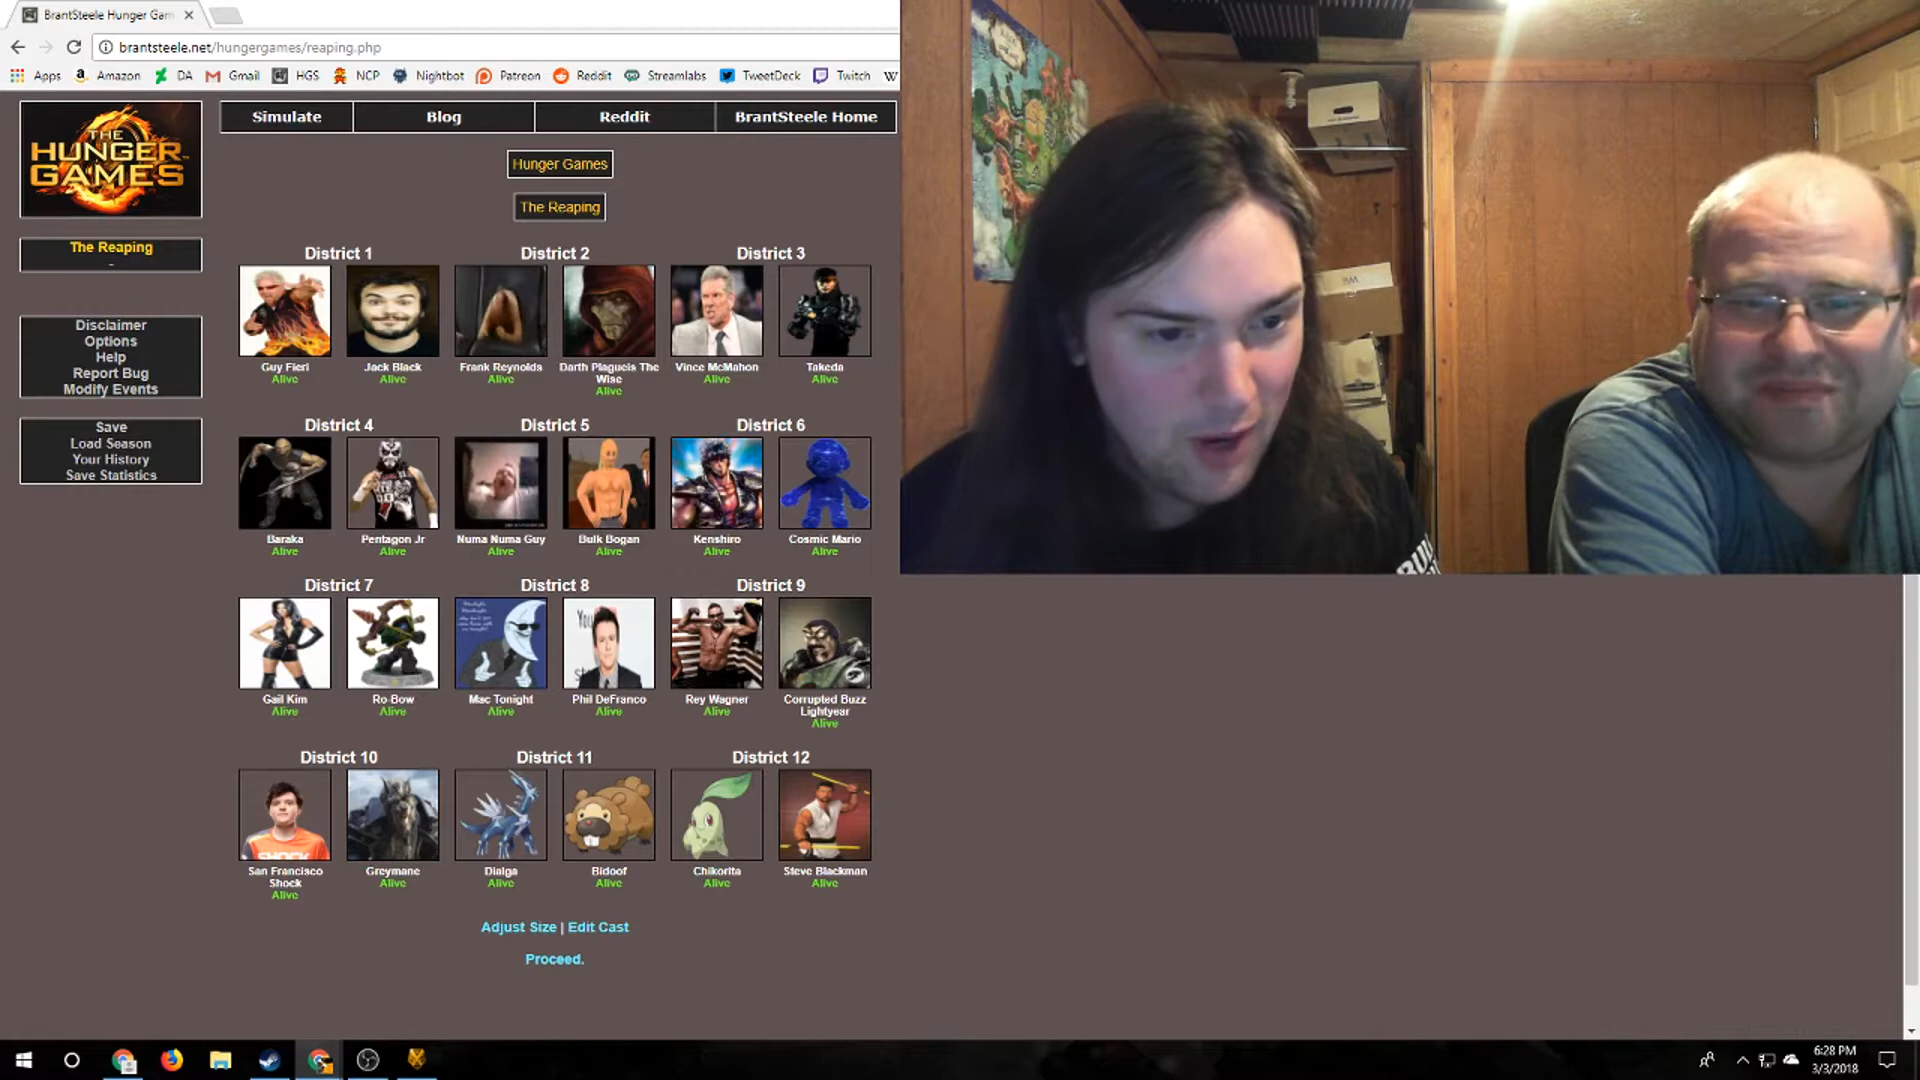 BrantSteele Hunger Gam
brantsteele.net/hungergames/reaping.php
Apps Amazon DA Gmail HGS NCP Nightbot Patreon Reddit Streamlabs TweetDeck Twitch W
THE HUNGER GAMES
Simulate Blog Reddit BrantSteele Home
Hunger Games
The Reaping
The Reaping
-
Disclaimer
Options
Help
Report Bug
Modify Events
Save
Load Season
Your History
Save Statistics
District 1 District 2 District 3
Guy Fieri Jack Black Frank Reynolds Darth Plagueis The Wise Vince McMahon Takeda
Alive Alive Alive Alive Alive Alive
District 4 District 5 District 6
Baraka Pentagon Jr Numa Numa Guy Bulk Bogan Kenshiro Cosmic Mario
Alive Alive Alive Alive Alive Alive
District 7 District 8 District 9
Gail Kim Ro-Bow Mac Tonight Phil DeFranco Rey Wagner Corrupted Buzz Lightyear
Alive Alive Alive Alive Alive Alive
District 10 District 11 District 12
SHOCK
San Francisco Shock Greymane Dialga Bidoof Chikorita Steve Blackman
Alive Alive Alive Alive Alive Alive
Adjust Size | Edit Cast
Proceed.
6:28 PM
3/3/2018